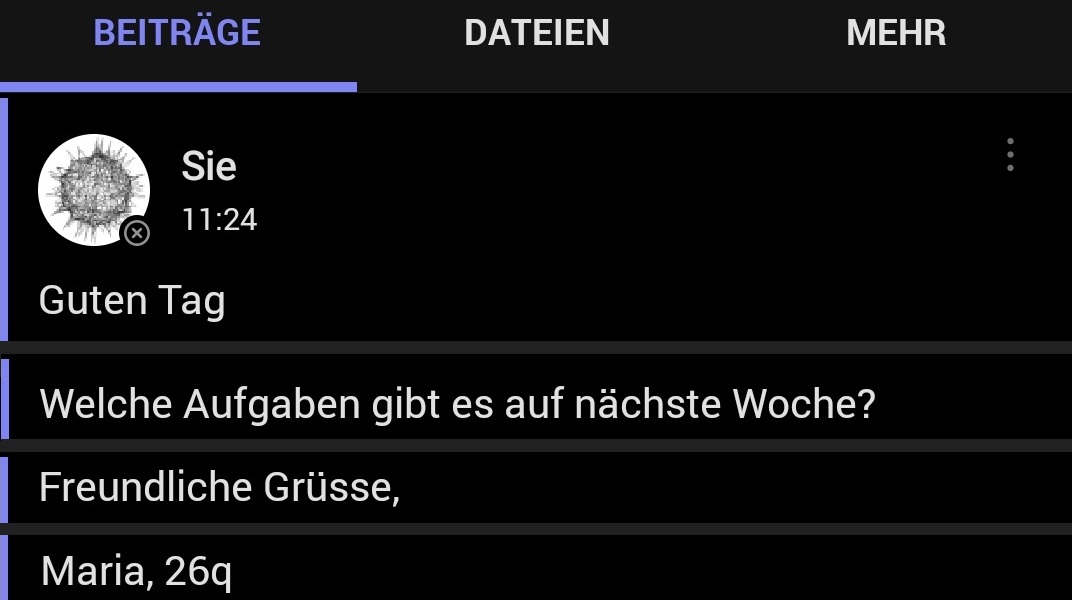 BEITRÄGE DATEIEN MEHR
Sie
11:24
Guten Tag
Welche Aufgaben gibt es auf nächste Woche?
Freundliche Grüsse,
Maria, 26q